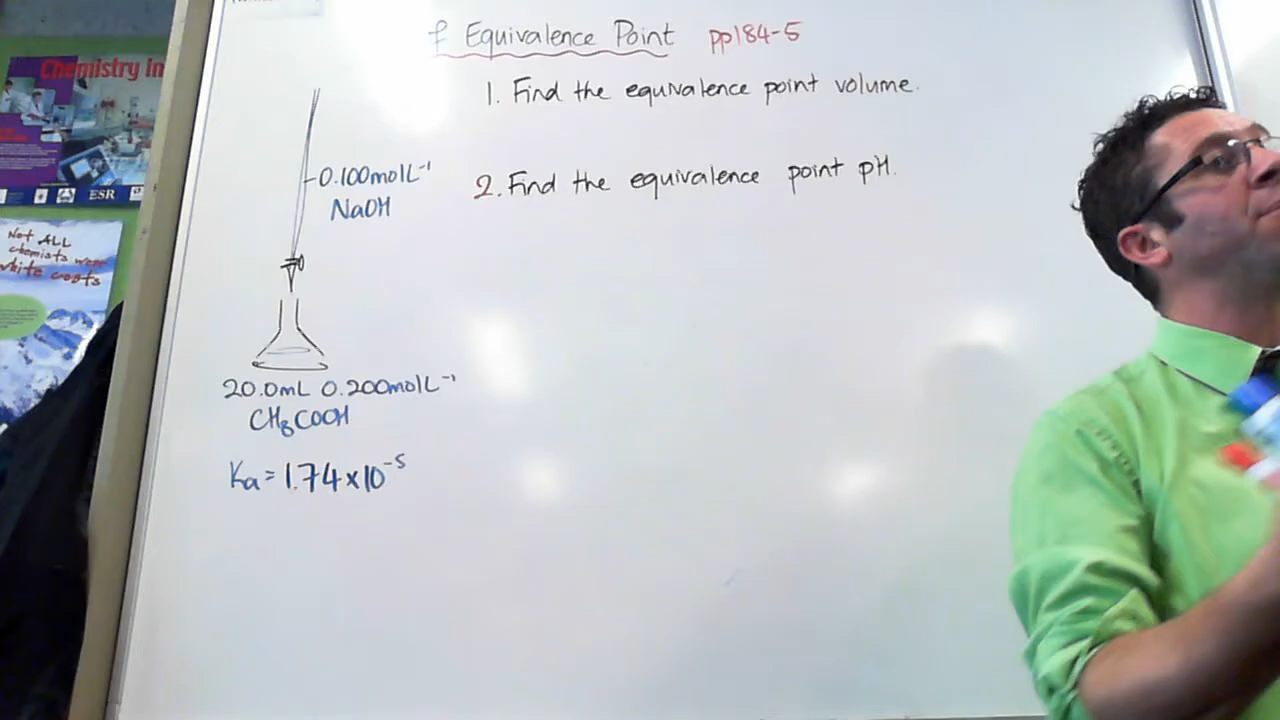 f Equivalence Point pp184-5
1. Find the equivalence point volume.
2. Find the equivalence point pH.
0.100molL⁻¹
NaOH
20.0mL 0.200molL⁻¹
CH₃COOH
Ka = 1.74×10⁻⁵
Chemistry in
ESR
Not ALL
chemists wear
white coats